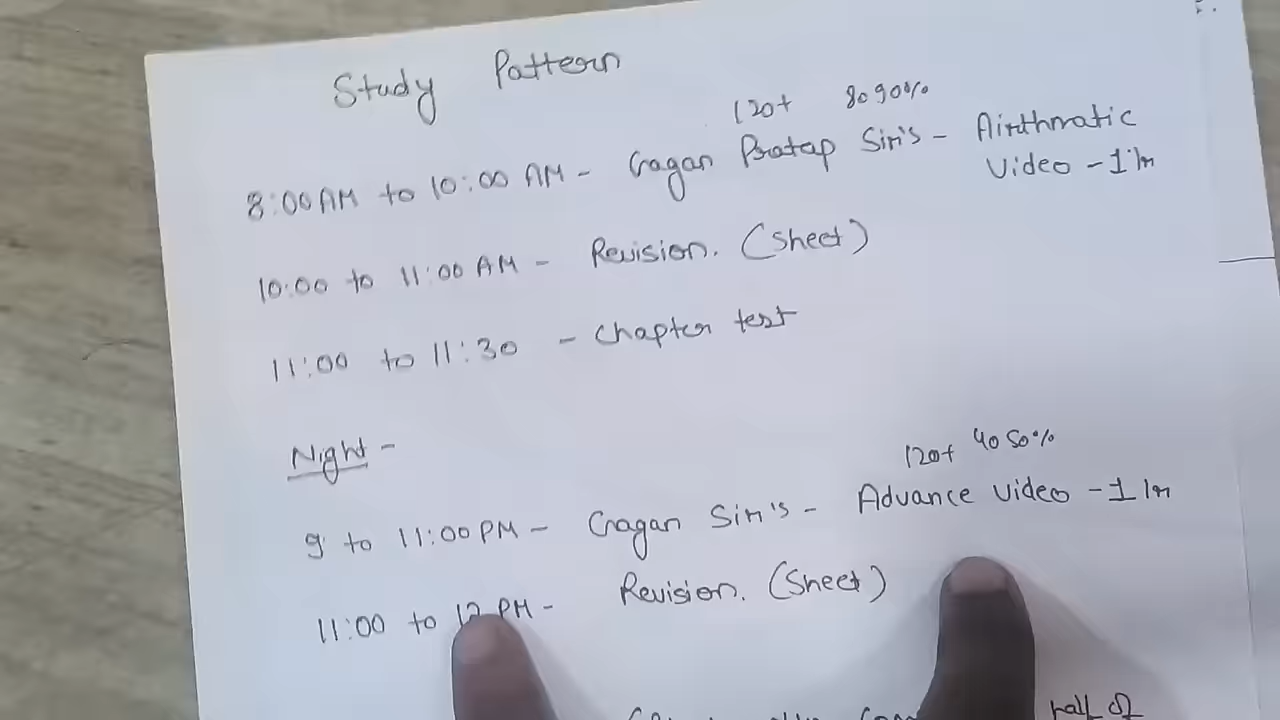 Study Pattern
120+ 80 90%
8:00 AM to 10:00 AM - Gagan Pratap Sir's - Airthmatic
Video - 1 hr
10:00 to 11:00 AM - Revision. (Sheet)
11:00 to 11:30 - Chapter test
Night -
120+ 40 50%
9 to 11:00 PM - Gagan Sir's - Advance Video - 1 hr
11:00 to 12 PM - Revision. (Sheet)